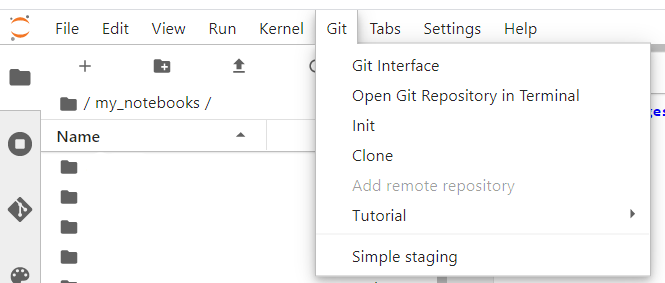 File Edit View Run Kernel Git Tabs Settings Help
/ my_notebooks /
Name
Git Interface
Open Git Repository in Terminal
Init
Clone
Add remote repository
Tutorial
Simple staging